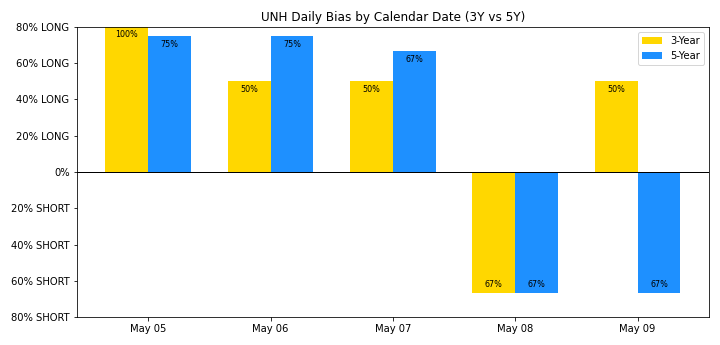 UNH Daily Bias by Calendar Date (3Y vs 5Y)
80% LONG
60% LONG
40% LONG
20% LONG
0%
20% SHORT
40% SHORT
60% SHORT
80% SHORT
100%
75%
50%
75%
50%
67%
67%
67%
50%
67%
3-Year
5-Year
May 05
May 06
May 07
May 08
May 09